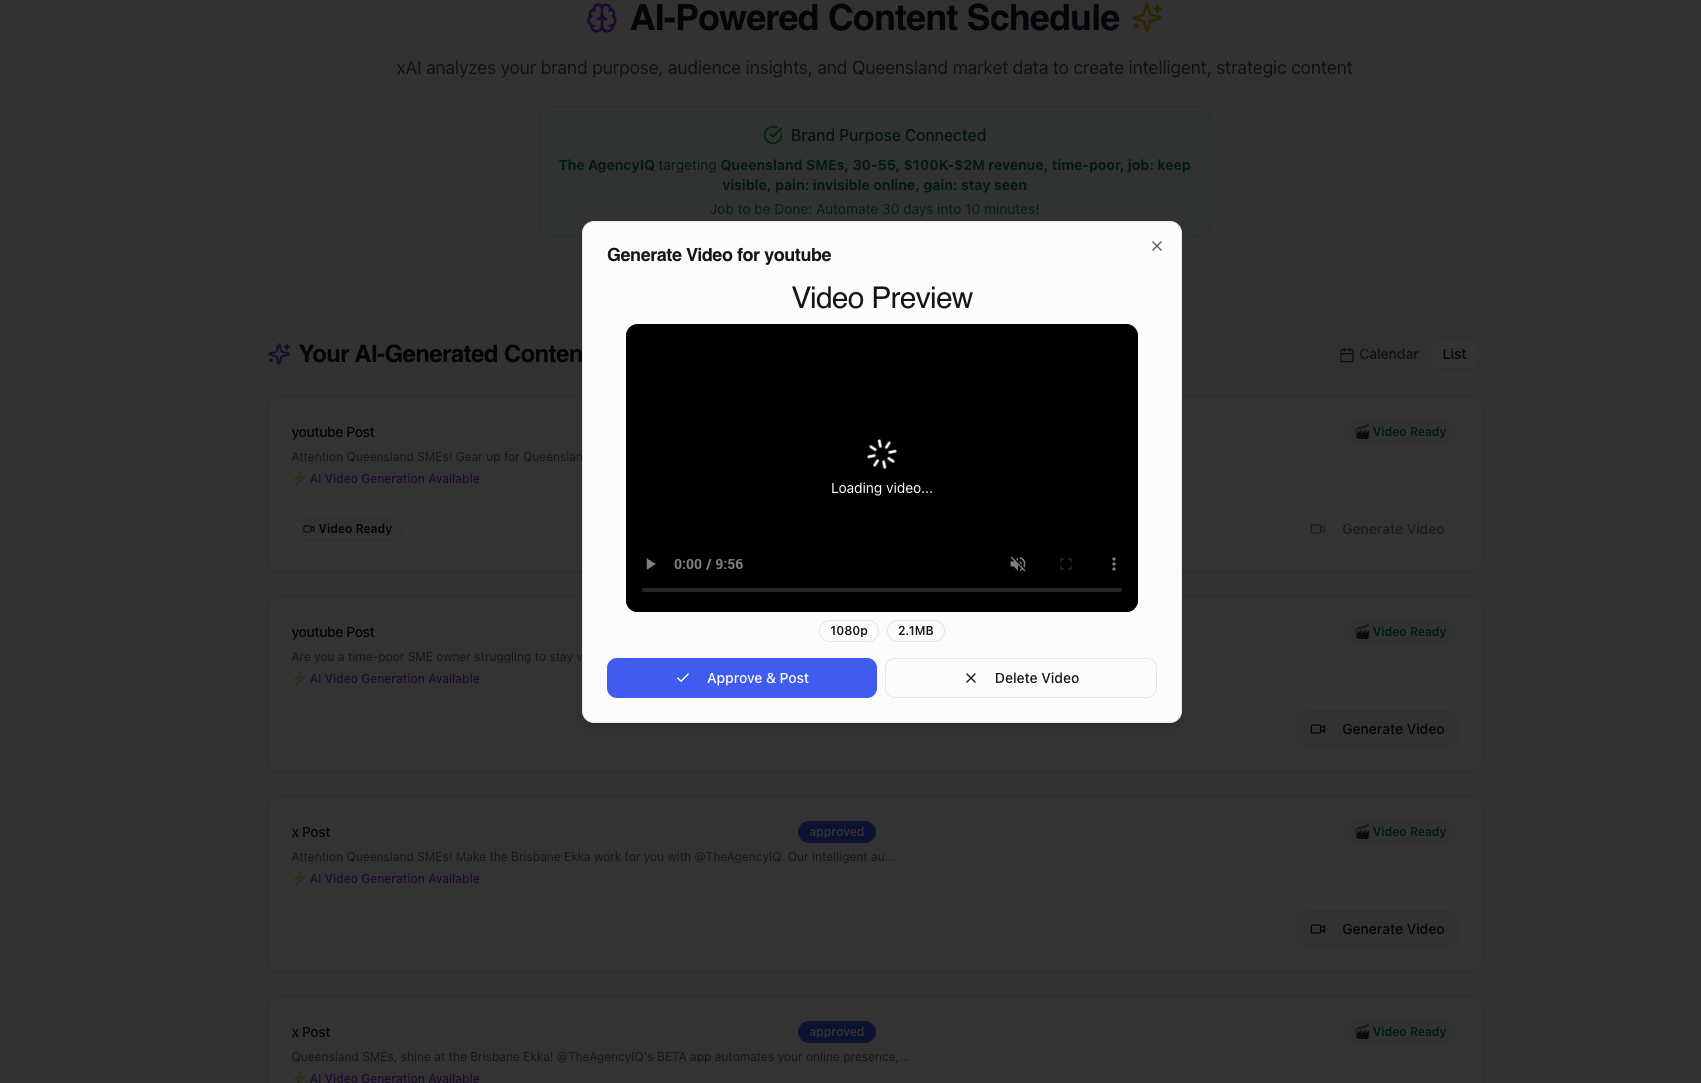 AI-Powered Content Schedule
xAI analyzes your brand purpose, audience insights, and Queensland market data to create intelligent, strategic content
Brand Purpose Connected
The AgencyIQ targeting Queensland SMEs, 30-55, $100K-$2M revenue, time-poor, job: keep
visible, pain: invisible online, gain: stay seen
Job to be Done: Automate 30 days into 10 minutes!
Generate Video for youtube
Video Preview
Loading video...
0:00 / 9:56
1080p 2.1MB
Approve & Post Delete Video
Your AI-Generated Conten
Calendar List
youtube Post
Video Ready
Attention Queensland SMEs! Gear up for Queenslan
⚡ AI Video Generation Available
Video Ready
Generate Video
youtube Post
Video Ready
Are you a time-poor SME owner struggling to stay v
⚡ AI Video Generation Available
Generate Video
x Post approved
Video Ready
Attention Queensland SMEs! Make the Brisbane Ekka work for you with @TheAgencyIQ. Our intelligent au...
⚡ AI Video Generation Available
Generate Video
x Post approved
Video Ready
Queensland SMEs, shine at the Brisbane Ekka! @TheAgencyIQ's BETA app automates your online presence,...
⚡ AI Video Generation Available